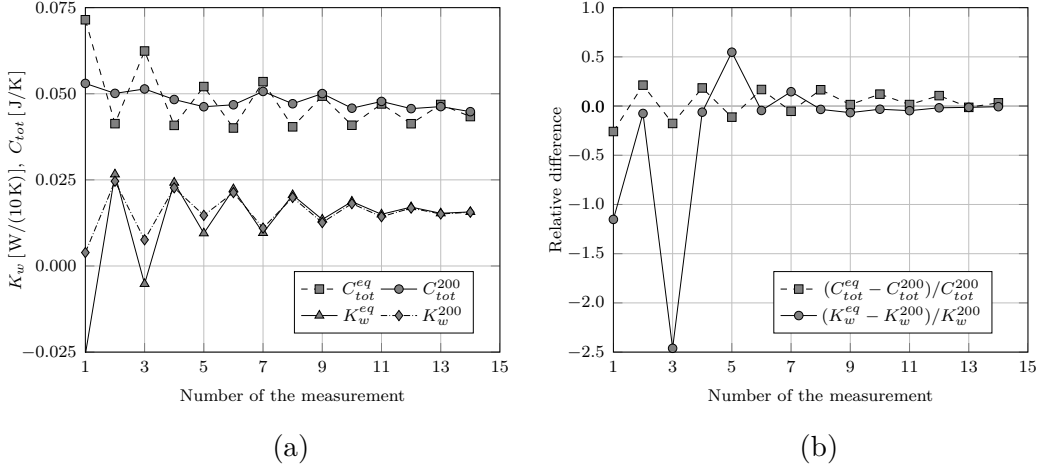 0.075
0.050
0.025
0.000
−0.025
K_w [W/(10 K)], C_tot [J/K]
C_tot^eq C_tot^200
K_w^eq K_w^200
1 3 5 7 9 11 13 15
Number of the measurement
(a)
1.0
0.5
0.0
−0.5
−1.0
−1.5
−2.0
−2.5
Relative difference
(C_tot^eq − C_tot^200)/C_tot^200
(K_w^eq − K_w^200)/K_w^200
1 3 5 7 9 11 13 15
Number of the measurement
(b)